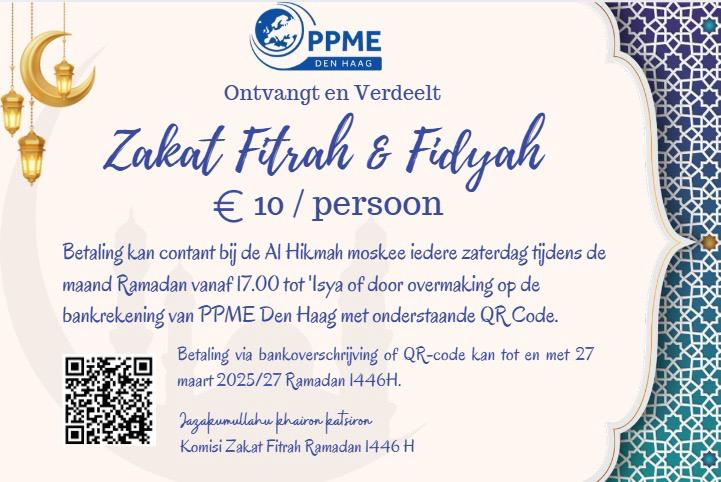 PPME
DEN HAAG
Ontvangt en Verdeelt
Zakat Fitrah & Fidyah
€ 10 / persoon
Betaling kan contant bij de Al Hikmah moskee iedere zaterdag tijdens de
maand Ramadan vanaf 17.00 tot 'Isya of door overmaking op de
bankrekening van PPME Den Haag met onderstaande QR Code.
Betaling via bankoverschrijving of QR-code kan tot en met 27
maart 2025/27 Ramadan 1446H.
Jazakumullahu khairon katsiron
Komisi Zakat Fitrah Ramadan 1446 H